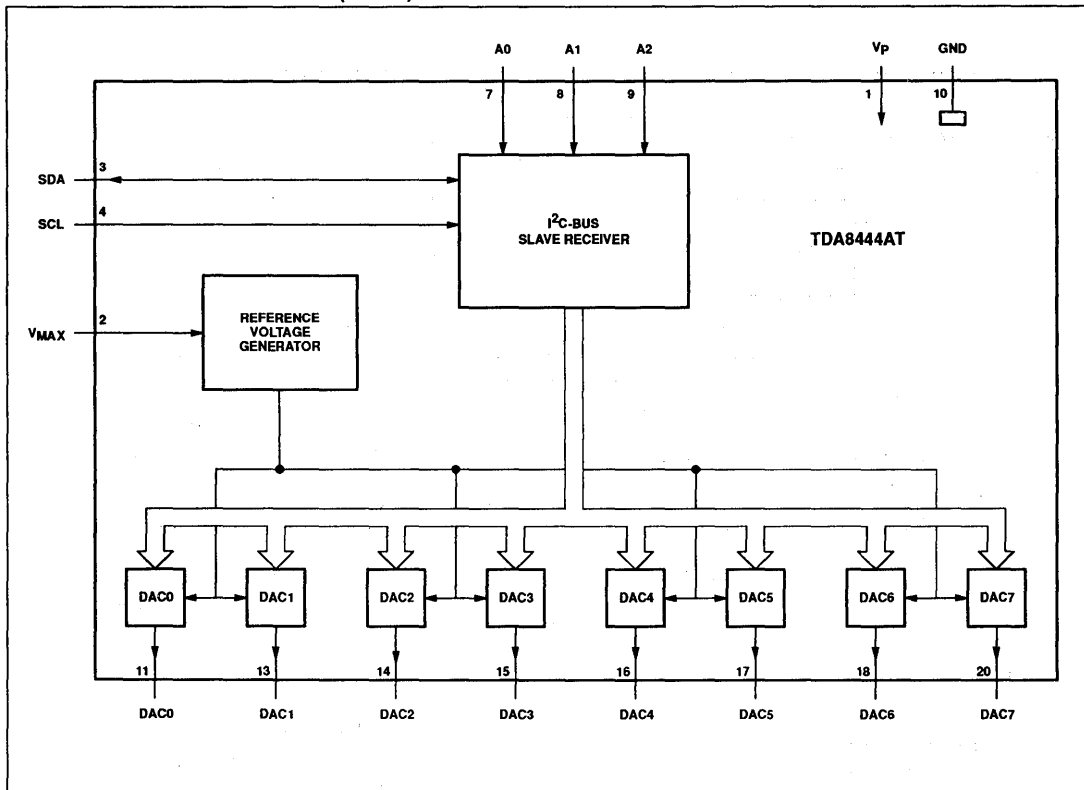 A0 A1 A2 VP GND
7 8 9 1 10
3
SDA
4
SCL
I2C-BUS
SLAVE RECEIVER
TDA8444AT
2
VMAX
REFERENCE
VOLTAGE
GENERATOR
DAC0 DAC1 DAC2 DAC3 DAC4 DAC5 DAC6 DAC7
11 13 14 15 16 17 18 20
DAC0 DAC1 DAC2 DAC3 DAC4 DAC5 DAC6 DAC7